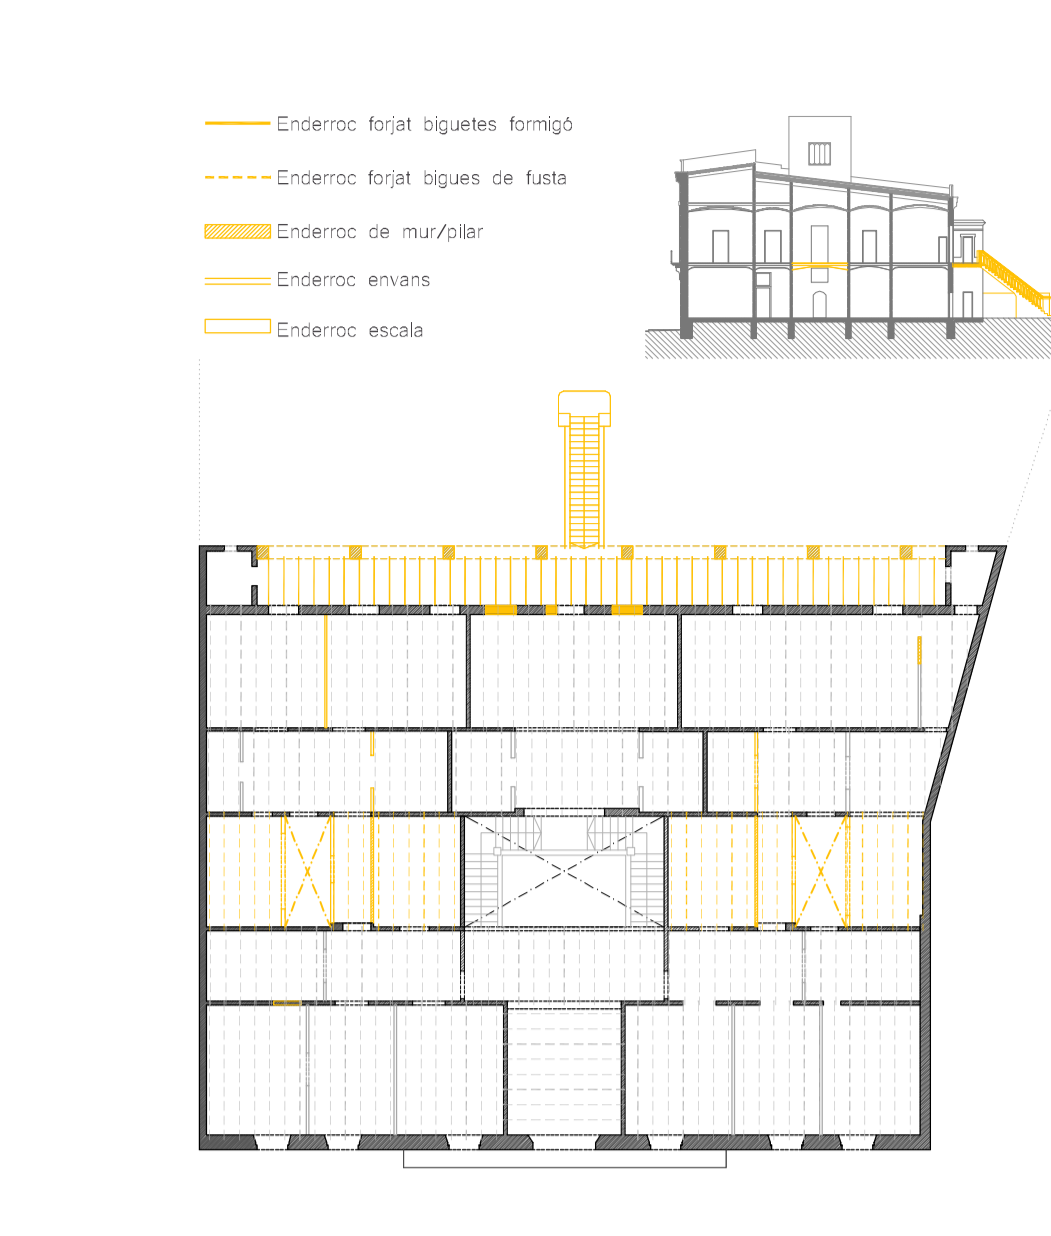 Enderroc forjat biguetes formigó
Enderroc forjat bigues de fusta
Enderroc de mur/pilar
Enderroc envans
Enderroc escala